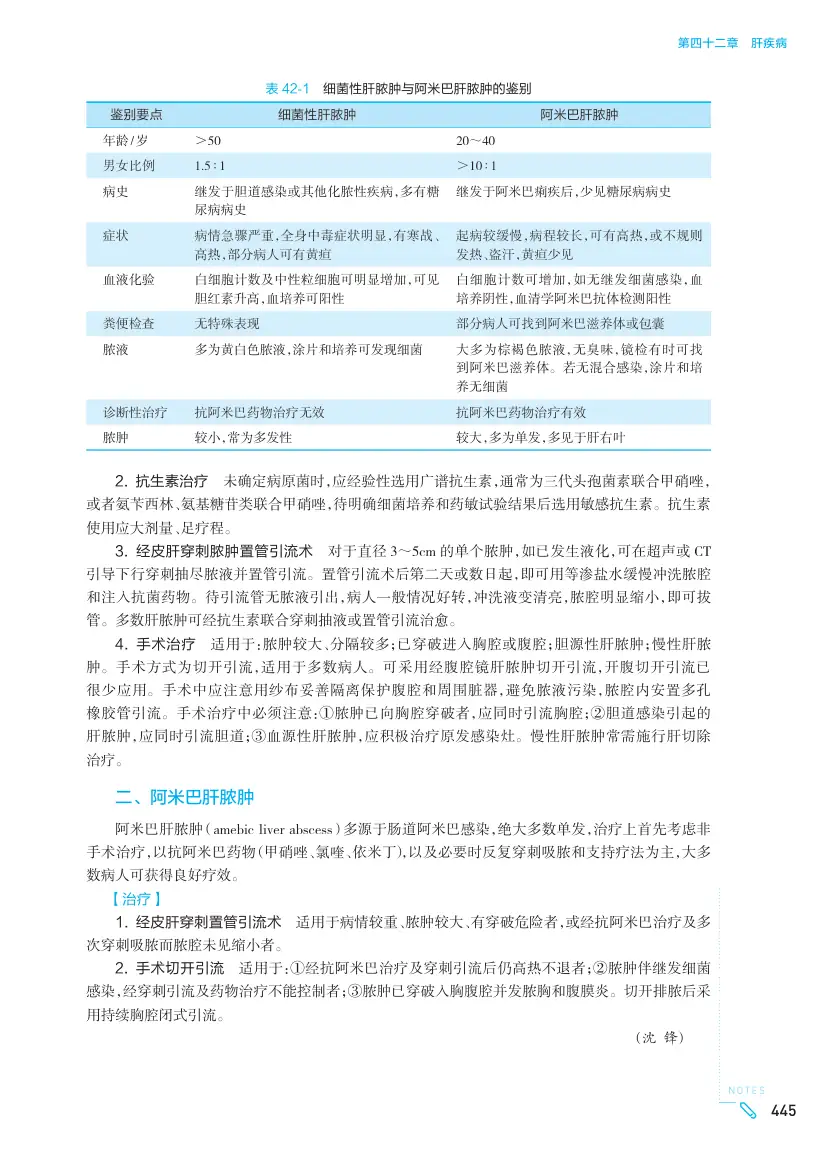 第四十二章　肝疾病
表 42-1　细菌性肝脓肿与阿米巴肝脓肿的鉴别
鉴别要点　细菌性肝脓肿　阿米巴肝脓肿
年龄/岁　＞50　20～40
男女比例　1.5∶1　＞10∶1
病史　继发于胆道感染或其他化脓性疾病,多有糖　继发于阿米巴痢疾后,少见糖尿病病史
尿病病史
症状　病情急骤严重,全身中毒症状明显,有寒战、　起病较缓慢,病程较长,可有高热,或不规则
高热,部分病人可有黄疸　发热、盗汗,黄疸少见
血液化验　白细胞计数及中性粒细胞可明显增加,可见　白细胞计数可增加,如无继发细菌感染,血
胆红素升高,血培养可阳性　培养阴性,血清学阿米巴抗体检测阳性
粪便检查　无特殊表现　部分病人可找到阿米巴滋养体或包囊
脓液　多为黄白色脓液,涂片和培养可发现细菌　大多为棕褐色脓液,无臭味,镜检有时可找
到阿米巴滋养体。若无混合感染,涂片和培
养无细菌
诊断性治疗　抗阿米巴药物治疗无效　抗阿米巴药物治疗有效
脓肿　较小,常为多发性　较大,多为单发,多见于肝右叶
2. 抗生素治疗　未确定病原菌时,应经验性选用广谱抗生素,通常为三代头孢菌素联合甲硝唑,
或者氨苄西林、氨基糖苷类联合甲硝唑,待明确细菌培养和药敏试验结果后选用敏感抗生素。抗生素
使用应大剂量、足疗程。
3. 经皮肝穿刺脓肿置管引流术　对于直径 3～5cm 的单个脓肿,如已发生液化,可在超声或 CT
引导下行穿刺抽尽脓液并置管引流。置管引流术后第二天或数日起,即可用等渗盐水缓慢冲洗脓腔
和注入抗菌药物。待引流管无脓液引出,病人一般情况好转,冲洗液变清亮,脓腔明显缩小,即可拔
管。多数肝脓肿可经抗生素联合穿刺抽液或置管引流治愈。
4. 手术治疗　适用于:脓肿较大、分隔较多;已穿破进入胸腔或腹腔;胆源性肝脓肿;慢性肝脓
肿。手术方式为切开引流,适用于多数病人。可采用经腹腔镜肝脓肿切开引流,开腹切开引流已
很少应用。手术中应注意用纱布妥善隔离保护腹腔和周围脏器,避免脓液污染,脓腔内安置多孔
橡胶管引流。手术治疗中必须注意:①脓肿已向胸腔穿破者,应同时引流胸腔;②胆道感染引起的
肝脓肿,应同时引流胆道;③血源性肝脓肿,应积极治疗原发感染灶。慢性肝脓肿常需施行肝切除
治疗。
二、阿米巴肝脓肿
阿米巴肝脓肿(amebic liver abscess)多源于肠道阿米巴感染,绝大多数单发,治疗上首先考虑非
手术治疗,以抗阿米巴药物(甲硝唑、氯喹、依米丁),以及必要时反复穿刺吸脓和支持疗法为主,大多
数病人可获得良好疗效。
【治疗】
1. 经皮肝穿刺置管引流术　适用于病情较重、脓肿较大、有穿破危险者,或经抗阿米巴治疗及多
次穿刺吸脓而脓腔未见缩小者。
2. 手术切开引流　适用于:①经抗阿米巴治疗及穿刺引流后仍高热不退者;②脓肿伴继发细菌
感染,经穿刺引流及药物治疗不能控制者;③脓肿已穿破入胸腹腔并发脓胸和腹膜炎。切开排脓后采
用持续胸腔闭式引流。
(沈 锋)
NOTES
445